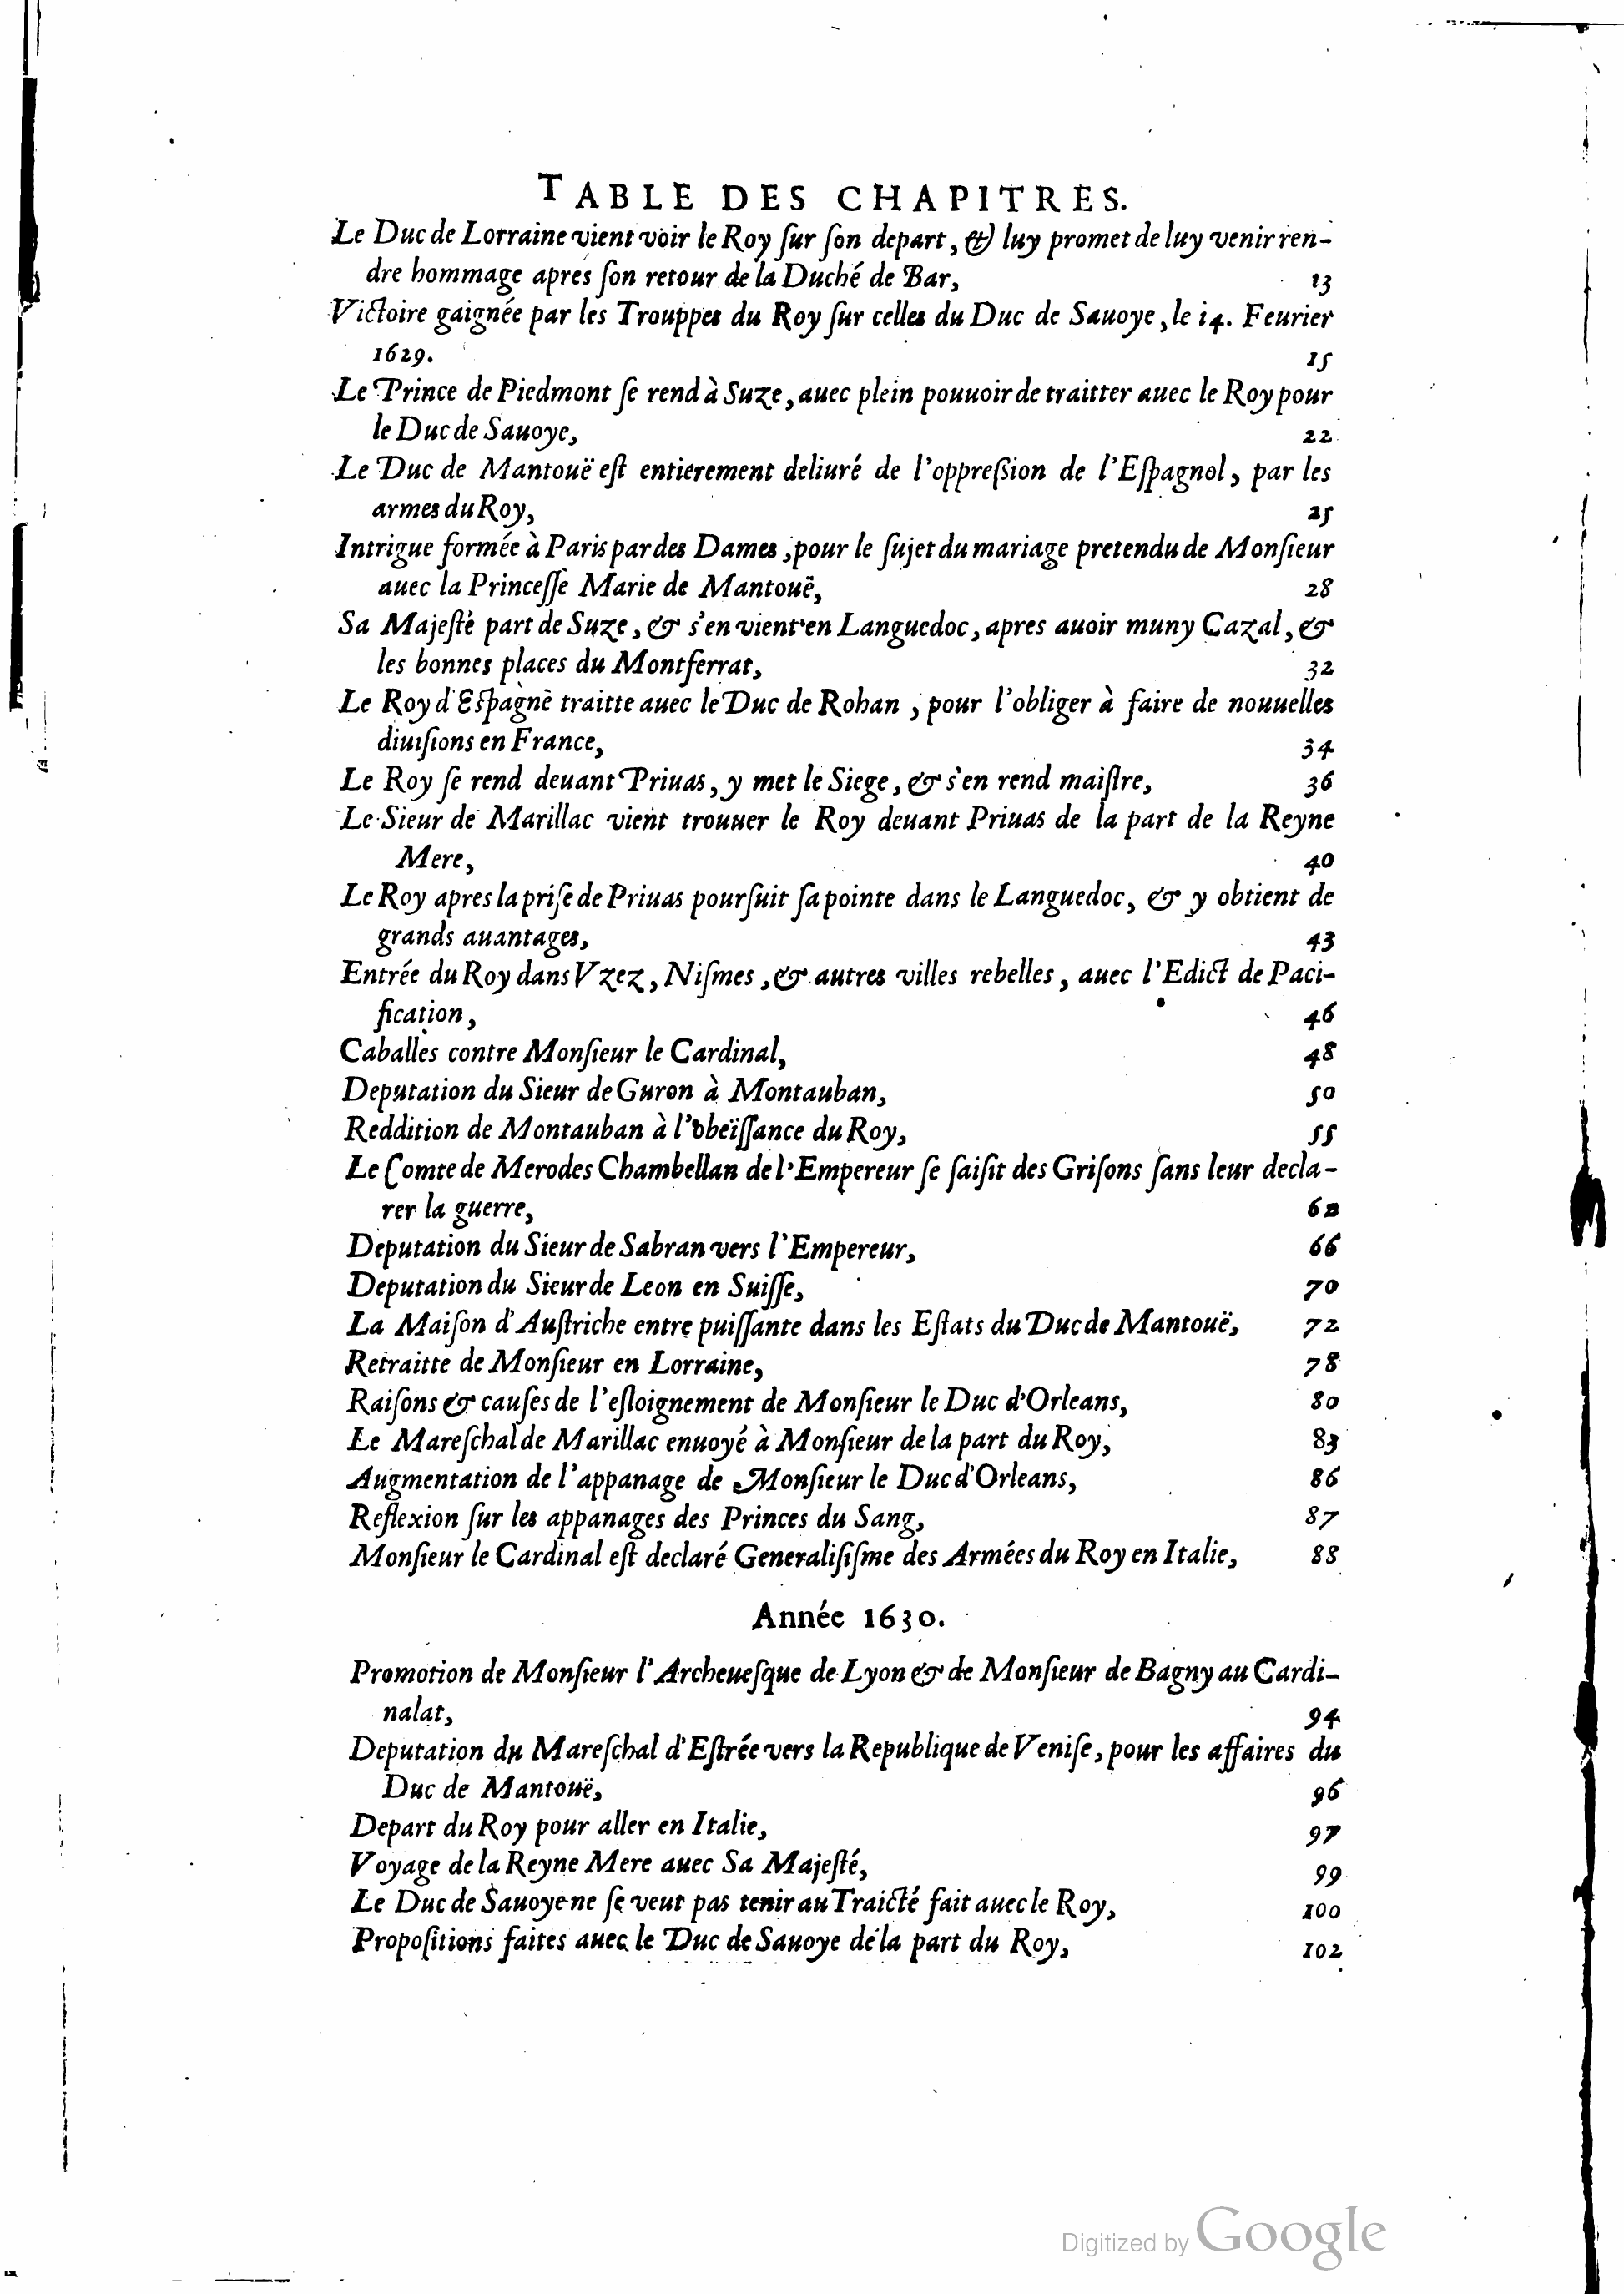 TABLE DES CHAPITRES.
Le Duc de Lorraine vient voir le Roy ſur ſon depart, & luy promet de luy venir ren-
dre hommage apres ſon retour de la Duché de Bar, 13
Victoire gaignée par les Trouppes du Roy ſur celles du Duc de Sauoye, le 14. Feurier
1629. 15
Le Prince de Piedmont ſe rend à Suze, auec plein pouuoir de traitter auec le Roy pour
le Duc de Sauoye, 22
Le Duc de Mantouë eſt entierement deliuré de l'oppreſsion de l'Eſpagnol, par les
armes du Roy, 25
Intrigue formée à Paris par des Dames, pour le ſujet du mariage pretendu de Monſieur
auec la Princeſſe Marie de Mantouë, 28
Sa Majeſté part de Suze, & s'en vient en Languedoc, apres auoir muny Cazal, &
les bonnes places du Montferrat, 32
Le Roy d'Eſpagne traitte auec le Duc de Rohan, pour l'obliger à faire de nouuelles
diuiſions en France, 34
Le Roy ſe rend deuant Priuas, y met le Siege, & s'en rend maiſtre, 36
Le Sieur de Marillac vient trouuer le Roy deuant Priuas de la part de la Reyne
Mere, 40
Le Roy apres la priſe de Priuas pourſuit ſa pointe dans le Languedoc, & y obtient de
grands auantages, 43
Entrée du Roy dans Vzez, Niſmes, & autres villes rebelles, auec l'Edict de Paci-
fication, 46
Caballes contre Monſieur le Cardinal, 48
Deputation du Sieur de Guron à Montauban, 50
Reddition de Montauban à l'obeïſſance du Roy, 55
Le Comte de Merodes Chambellan de l'Empereur ſe ſaiſit des Griſons ſans leur decla-
rer la guerre,
Deputation du Sieur de Sabran vers l'Empereur, 66
Deputation du Sieur de Leon en Suiſſe, 70
La Maiſon d'Auſtriche entre puiſſante dans les Eſtats du Duc de Mantouë, 72
Retraitte de Monſieur en Lorraine, 78
Raiſons & cauſes de l'eſloignement de Monſieur le Duc d'Orleans, 80
Le Mareſchal de Marillac enuoyé à Monſieur de la part du Roy, 83
Augmentation de l'appanage de Monſieur le Duc d'Orleans, 86
Reflexion ſur les appanages des Princes du Sang, 87
Monſieur le Cardinal eſt declaré Generaliſiſme des Armées du Roy en Italie, 88
Année 1630.
Promotion de Monſieur l'Archeueſque de Lyon & de Monſieur de Bagny au Cardi-
nalat, 94
Deputation du Mareſchal d'Eſtrée vers la Republique de Veniſe, pour les affaires du
Duc de Mantouë, 96
Depart du Roy pour aller en Italie, 97
Voyage de la Reyne Mere auec Sa Majeſté, 99
Le Duc de Sauoye ne ſe veut pas tenir au Traicté fait auec le Roy, 100
Propoſitions faites auec le Duc de Sauoye de la part du Roy, 102
Digitized by Google